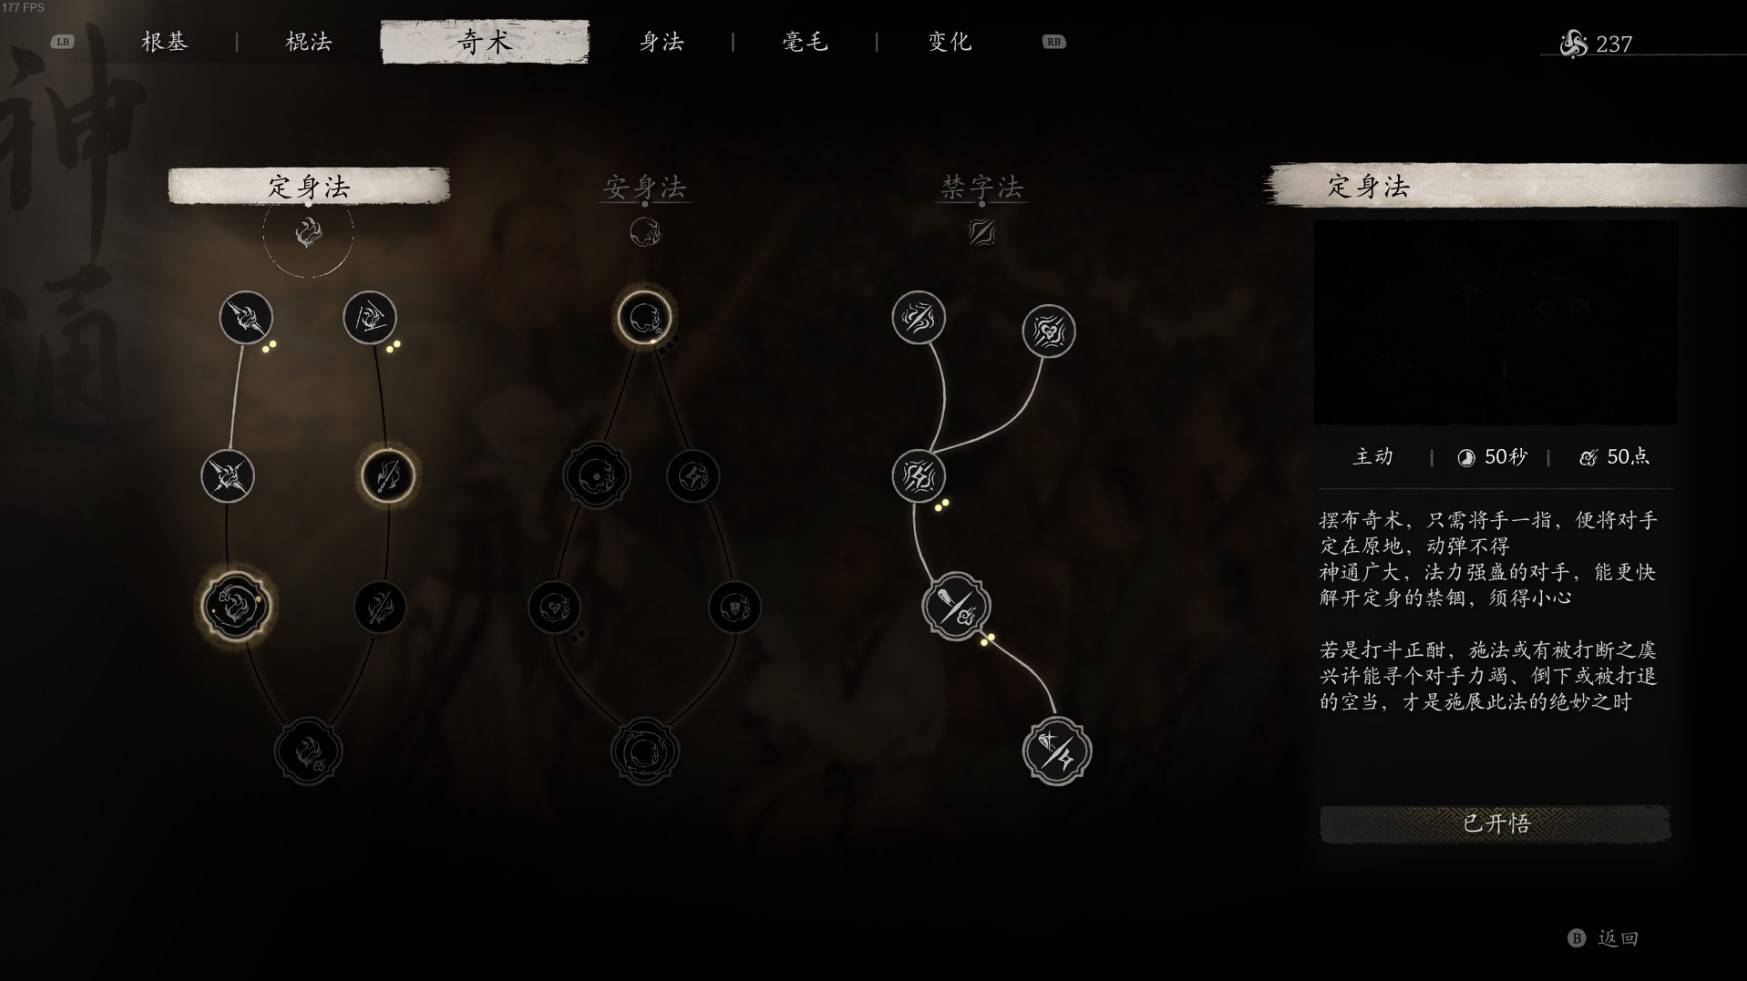 177 FPS
LB
根基
棍法
奇术
身法
毫毛
变化
RB
237
神通
定身法
安身法
禁字法
定身法
主动
50秒
50点
摆布奇术，只需将手一指，便将对手
定在原地，动弹不得
神通广大，法力强盛的对手，能更快
解开定身的禁锢，须得小心
若是打斗正酣，施法或有被打断之虞
兴许能寻个对手力竭、倒下或被打退
的空当，才是施展此法的绝妙之时
已开悟
B 返回